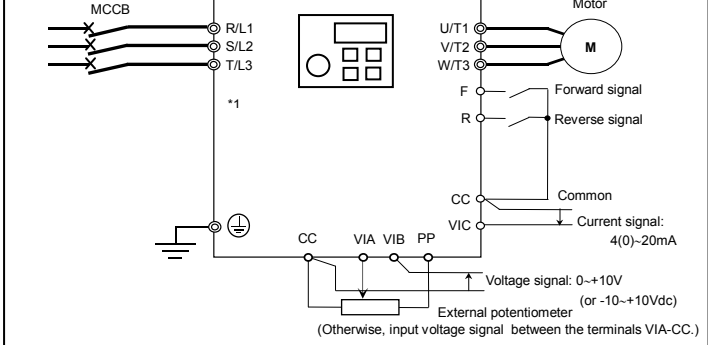 MCCB
Motor
R/L1
S/L2
T/L3
U/T1
V/T2
W/T3
M
F
Forward signal
*1
R
Reverse signal
CC
Common
VIC
Current signal:
4(0)~20mA
CC
VIA
VIB
PP
Voltage signal: 0~+10V
(or -10~+10Vdc)
External potentiometer
(Otherwise, input voltage signal between the terminals VIA-CC.)